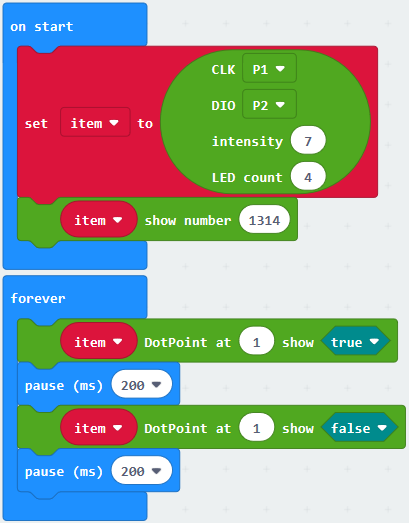 on start
CLK P1
DIO P2
set item to
intensity 7
LED count 4
item show number 1314
forever
item DotPoint at 1 show true
pause (ms) 200
item DotPoint at 1 show false
pause (ms) 200